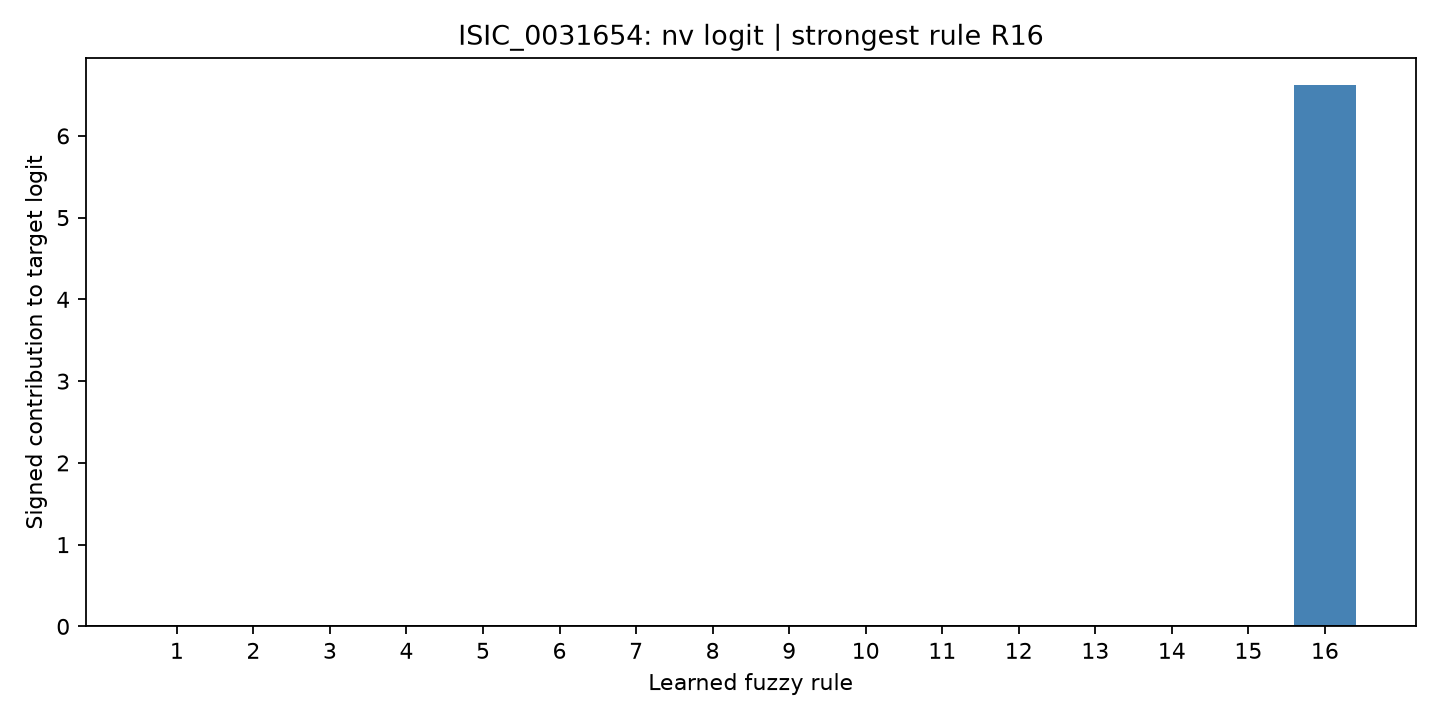 ISIC_0031654: nv logit | strongest rule R16
Signed contribution to target logit
6
5
4
3
2
1
0
1 2 3 4 5 6 7 8 9 10 11 12 13 14 15 16
Learned fuzzy rule